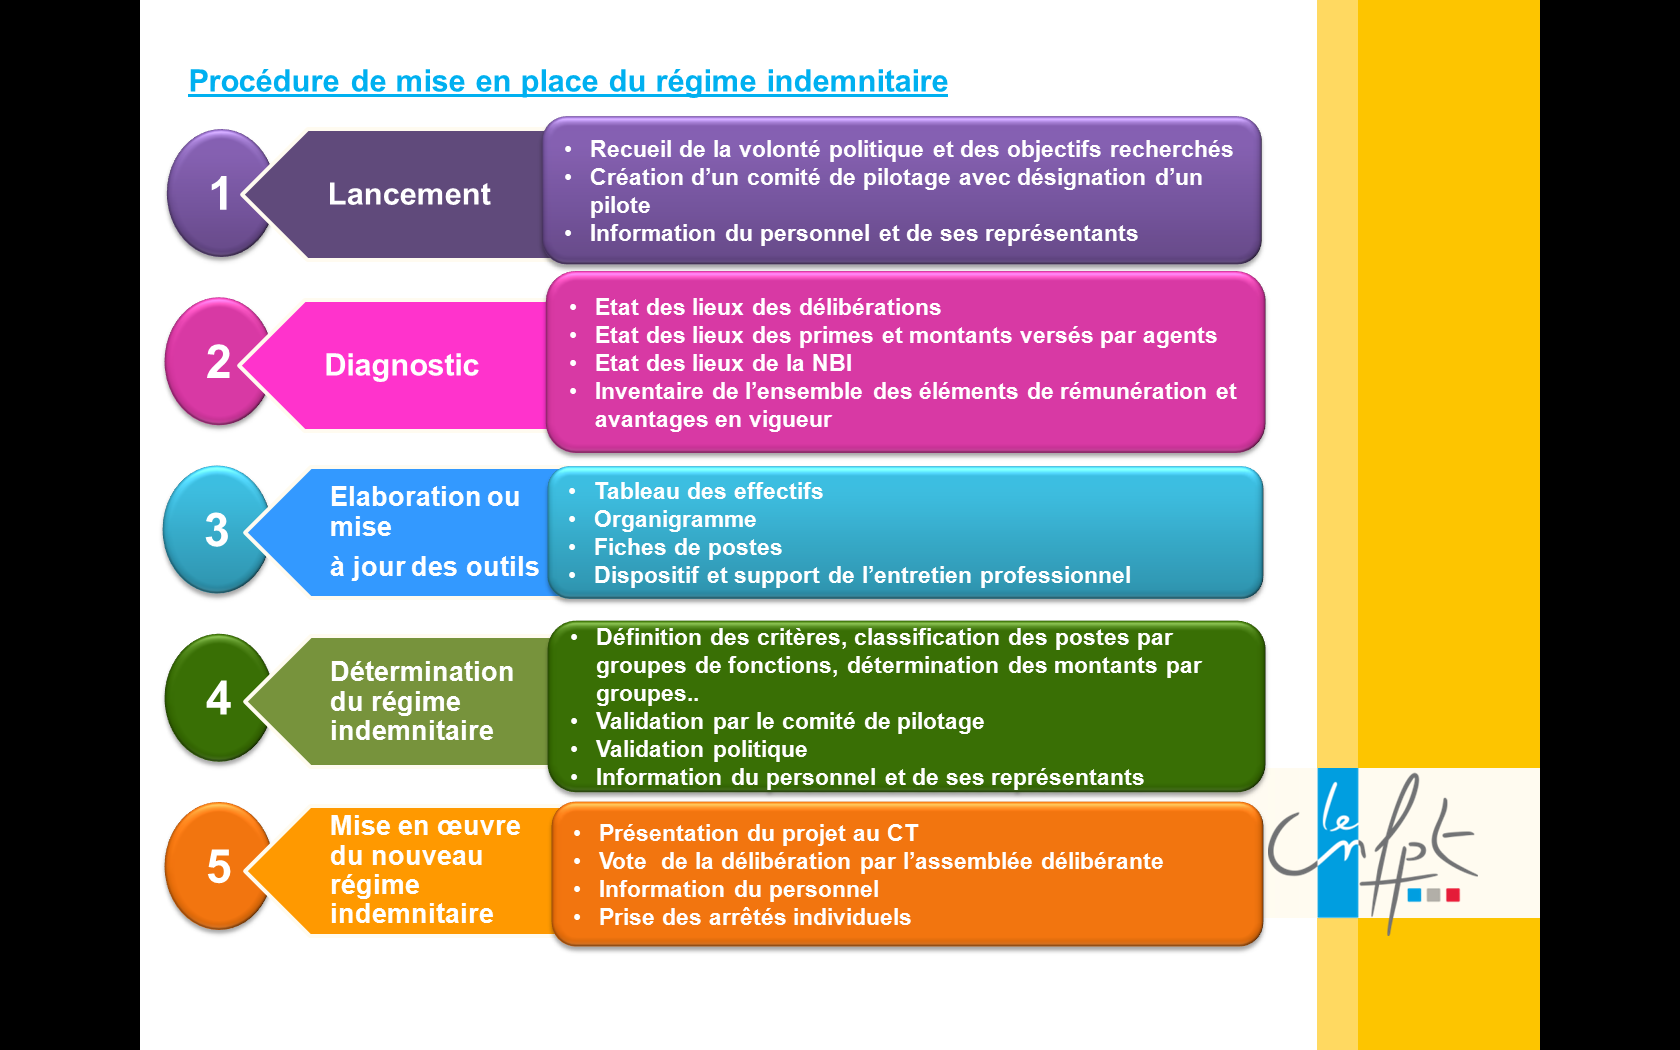 Procédure de mise en place du régime indemnitaire
1
Lancement
• Recueil de la volonté politique et des objectifs recherchés
• Création d’un comité de pilotage avec désignation d’un
pilote
• Information du personnel et de ses représentants
2
Diagnostic
• Etat des lieux des délibérations
• Etat des lieux des primes et montants versés par agents
• Etat des lieux de la NBI
• Inventaire de l’ensemble des éléments de rémunération et
avantages en vigueur
3
Elaboration ou
mise
à jour des outils
• Tableau des effectifs
• Organigramme
• Fiches de postes
• Dispositif et support de l’entretien professionnel
4
Détermination
du régime
indemnitaire
• Définition des critères, classification des postes par
groupes de fonctions, détermination des montants par
groupes..
• Validation par le comité de pilotage
• Validation politique
• Information du personnel et de ses représentants
5
Mise en œuvre
du nouveau
régime
indemnitaire
• Présentation du projet au CT
• Vote de la délibération par l’assemblée délibérante
• Information du personnel
• Prise des arrêtés individuels
le
cnfpt